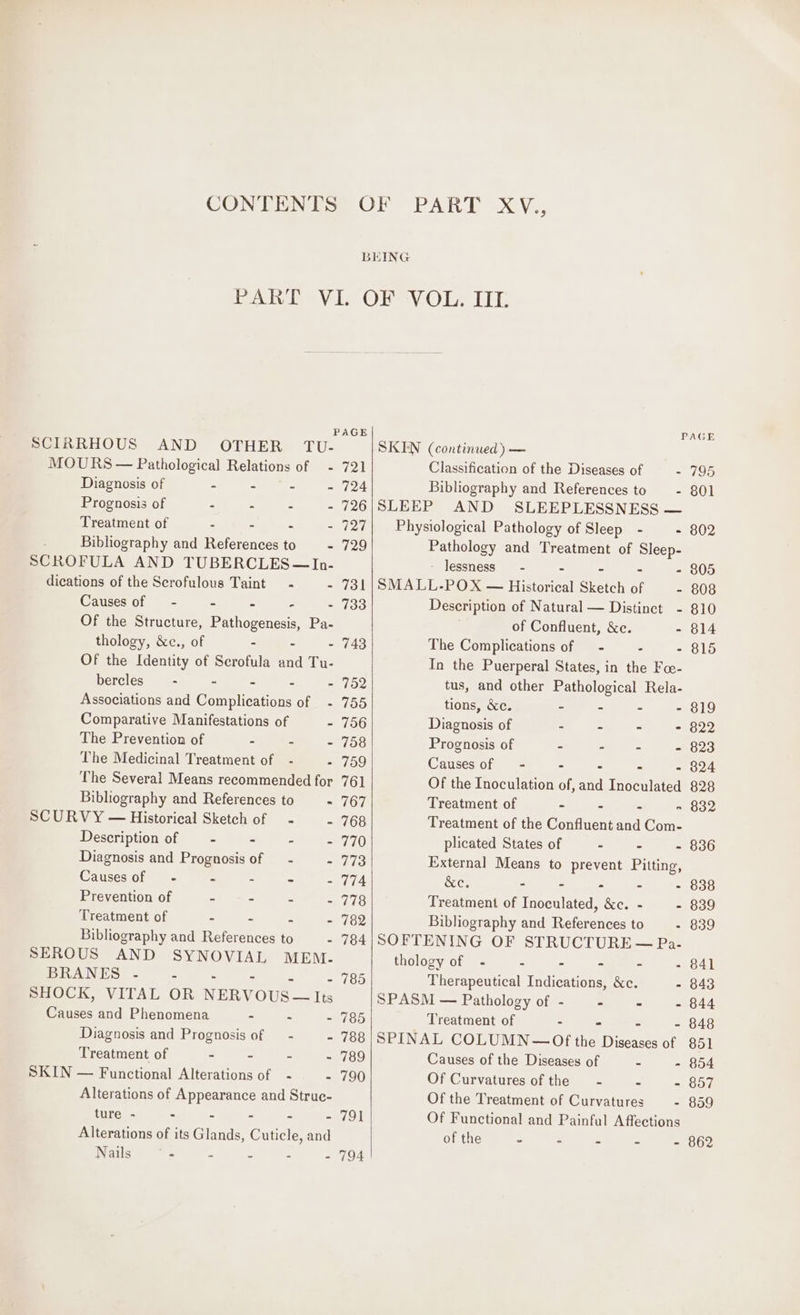 CONTENTS OF PART XV.,
BEING
PART VI. OF VOL. III.
PAGE
SCIRRHOUS AND OTHER TU-
MOURS — Pathological Relations of - 721
Diagnosis of - - - - 724
Prognosis of - - - - 726
Treatment of - - - - 727
Bibliography and References to - 729
SCROFULA AND TUBERCLES — In-
dications of the Scrofulous Taint - - 731
Causes of - - - - - 733
Of the Structure, Pathogenesis, Pa-
thology, &c., of - - - 743
Of the Identity of Scrofula and Tu-
bercles - - - - - 752
Associations and Complications of - 755
Comparative Manifestations of - 756
The Prevention of - - - 758
The Medicinal Treatment of - - 759
The Several Means recommended for 761
Bibliography and References to - 767
SCURVY — Historical Sketch of - - 768
Description of - - - - 770
Diagnosis and Prognosis of - - 773
Causes of - - - - - 774
Prevention of - - - - 778
Treatment of - - - - 782
Bibliography and References to - 784
SEROUS AND SYNOVIAL MEM-
BRANES - - - - - - 785
SHOCK, VITAL OR NERVOUS — Its
Causes and Phenomena - - - 785
Diagnosis and Prognosis of - - 788
Treatment of - - - - 789
SKIN — Functional Alterations of - - 790
Alterations of Appearance and Struc-
ture - - - - - - 791
Alterations of its Glands, Cuticle, and
Nails - - - - - 794
PAGE
SKIN (continued) —
Classification of the Diseases of - 795
Bibliography and References to - 801
SLEEP AND SLEEPLESSNESS —
Physiological Pathology of Sleep - - 802
Pathology and Treatment of Sleep-
lessness - - - - - 805
SMALL-POX — Historical Sketch of - 808
Description of Natural — Distinct - 810
of Confluent, &c. - 814
The Complications of - - - 815
In the Puerperal States, in the Fœ-
tus, and other Pathological Rela-
tions, &c. - - - - 819
Diagnosis of - - - - 822
Prognosis of - - - - 823
Causes of - - - - - 824
Of the Inoculation of, and Inoculated 828
Treatment of - - - - 832
Treatment of the Confluent and Com-
plicated States of - - - 836
External Means to prevent Pitting,
&c. - - - - - 838
Treatment of Inoculated, &c. - - 839
Bibliography and References to - 839
SOFTENING OF STRUCTURE — Pa-
thology of - - - - - - 841
Therapeutical Indications, &c. - 843
SPASM — Pathology of - - - - 844
Treatment of - - - - 848
SPINAL COLUMN — Of the Diseases of 851
Causes of the Diseases of - - 854
Of Curvatures of the - - - 857
Of the Treatment of Curvatures - 859
Of Functional and Painful Affections
of the - - - - - 862